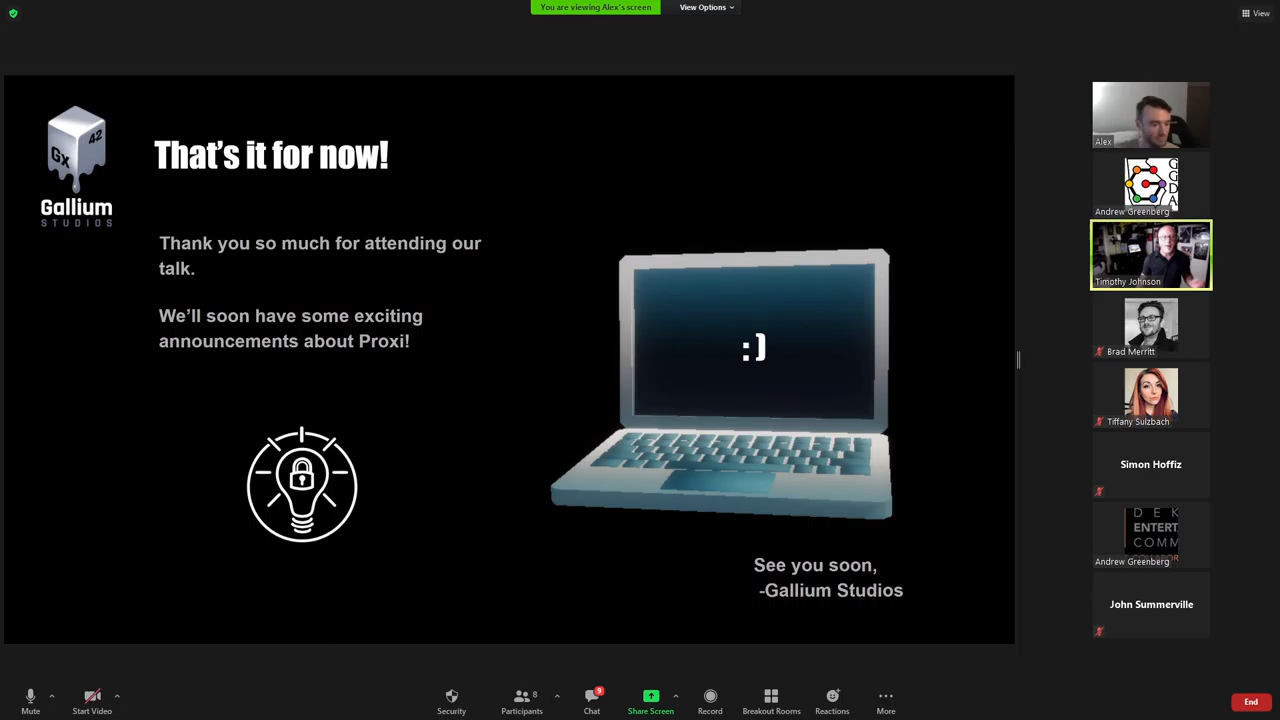 You are viewing Alex's screen
View Options
View
Gx
42
Gallium
STUDIOS
That's it for now!
Thank you so much for attending our
talk.
We'll soon have some exciting
announcements about Proxi!
:)
See you soon,
-Gallium Studios
Alex
G
G
D
A
Andrew Greenberg
Timothy Johnson
Brad Merritt
Tiffany Sulzbach
Simon Hoffiz
D E K
ENTERT
COMM
Andrew Greenberg
John Summerville
Mute
Start Video
Security
Participants
8
Chat
9
Share Screen
Record
Breakout Rooms
Reactions
More
End